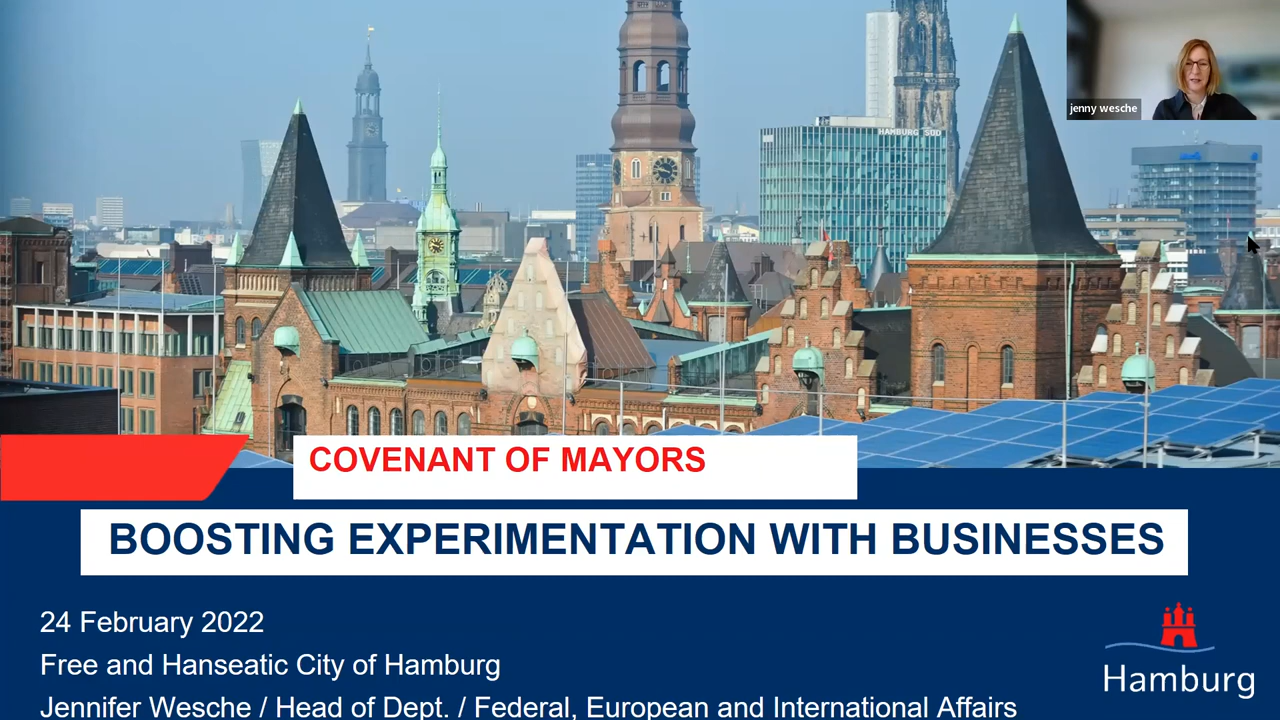 jenny wesche
HAMBURG SÜD
COVENANT OF MAYORS
BOOSTING EXPERIMENTATION WITH BUSINESSES
24 February 2022
Free and Hanseatic City of Hamburg
Jennifer Wesche / Head of Dept. / Federal, European and International Affairs
Hamburg